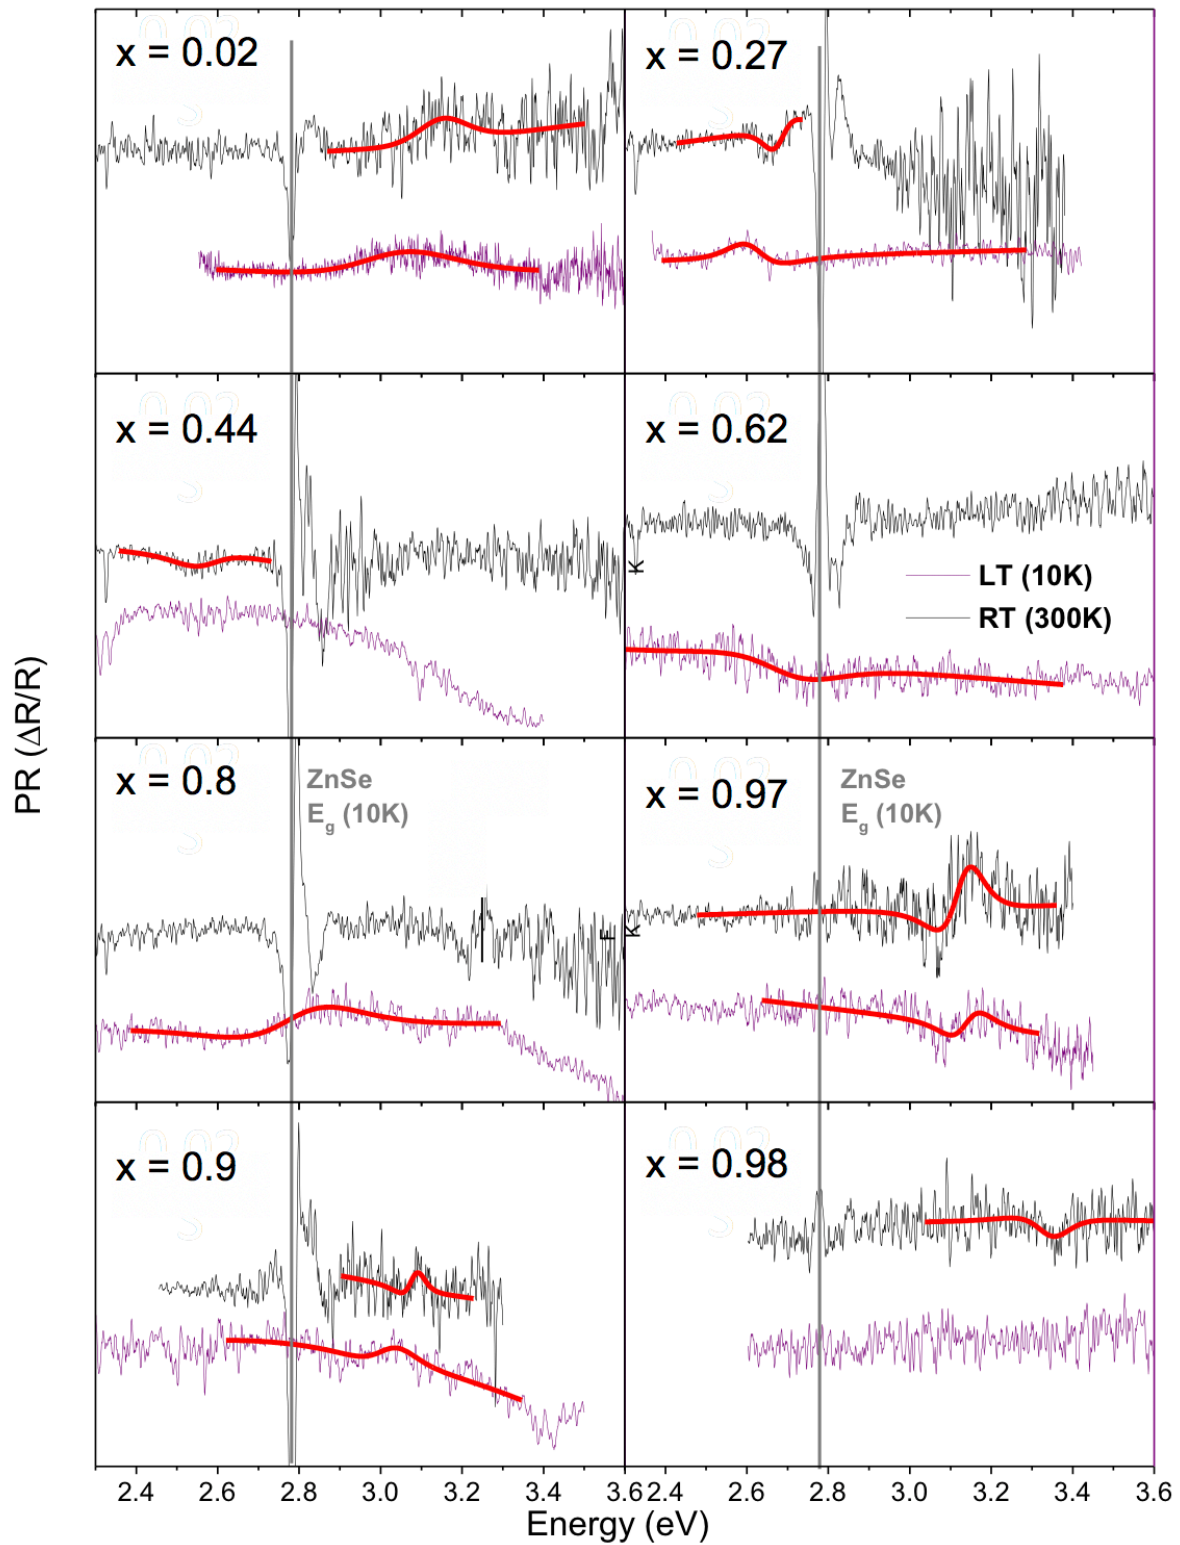 x = 0.02
x = 0.27
x = 0.44
x = 0.62
K
LT (10K)
RT (300K)
x = 0.8
ZnSe
Eg (10K)
x = 0.97
ZnSe
Eg (10K)
F
K
PR (ΔR/R)
x = 0.9
x = 0.98
2.4 2.6 2.8 3.0 3.2 3.4 3.6 2.4 2.6 2.8 3.0 3.2 3.4 3.6
Energy (eV)